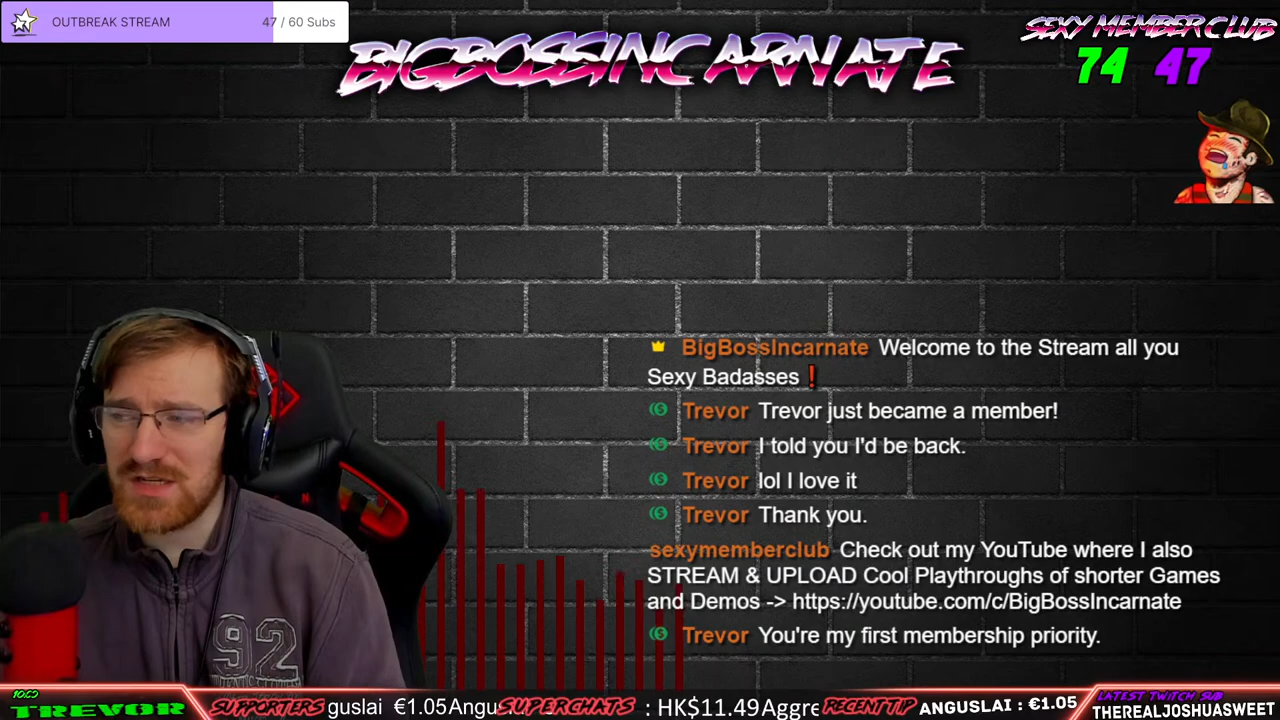 OUTBREAK STREAM 47 / 60 Subs
BIGBOSSINCARNATE
SEXY MEMBER CLUB
74 47
BigBossIncarnate Welcome to the Stream all you
Sexy Badasses❗
Trevor Trevor just became a member!
Trevor I told you I'd be back.
Trevor lol I love it
Trevor Thank you.
sexymemberclub Check out my YouTube where I also
STREAM & UPLOAD Cool Playthroughs of shorter Games
and Demos -> https://youtube.com/c/BigBossIncarnate
Trevor You're my first membership priority.
92
TREVOR
SUPPORTERS guslai €1.05Angu
SUPERCHATS : HK$11.49Aggre
RECENT TIP ANGUSLAI : €1.05
LATEST TWITCH SUB
THEREALJOSHUASWEET